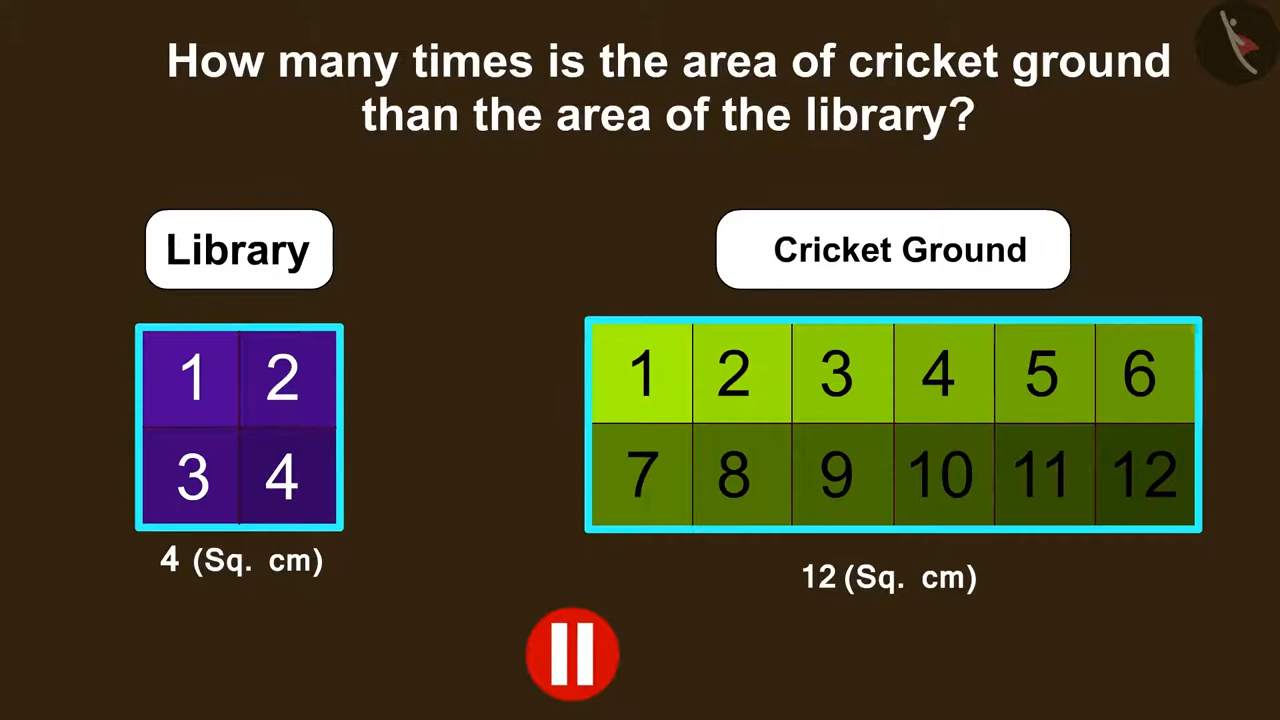 How many times is the area of cricket ground
than the area of the library?
Library
1 2
3 4
4 (Sq. cm)
Cricket Ground
1 2 3 4 5 6
7 8 9 10 11 12
12 (Sq. cm)